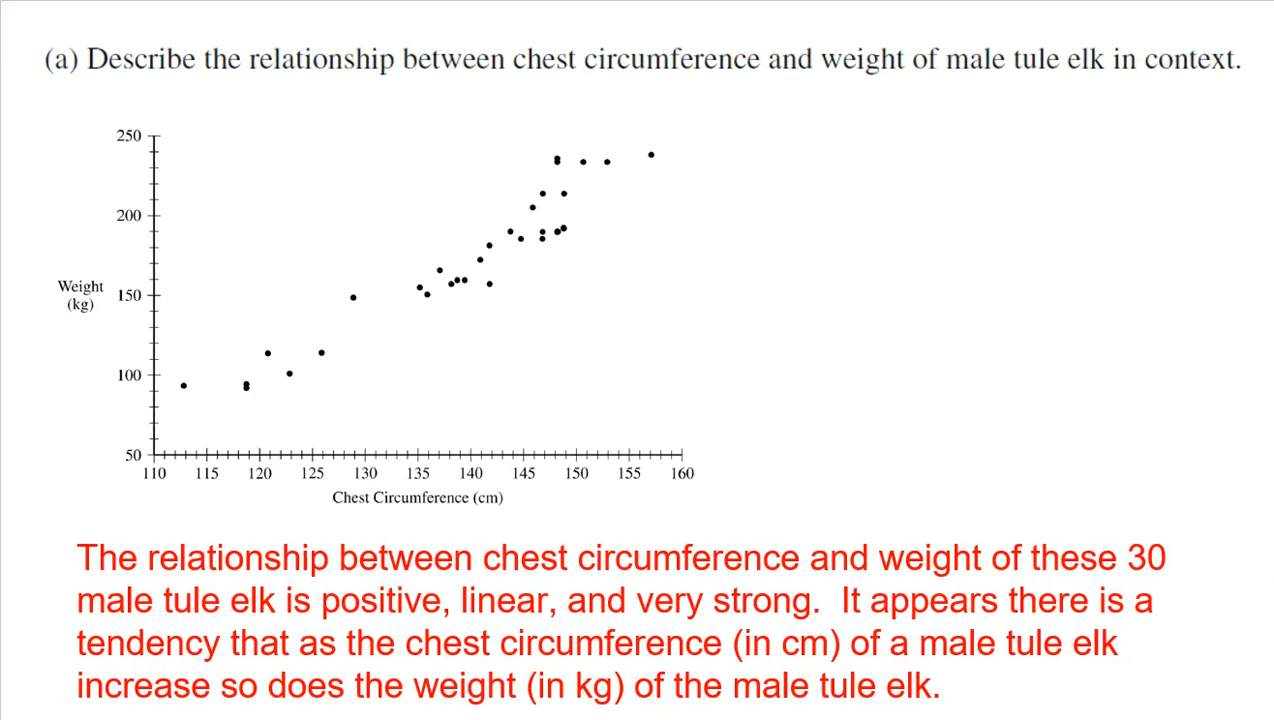 (a) Describe the relationship between chest circumference and weight of male tule elk in context.
250
200
Weight
(kg)
150
100
50
110 115 120 125 130 135 140 145 150 155 160
Chest Circumference (cm)
The relationship between chest circumference and weight of these 30
male tule elk is positive, linear, and very strong. It appears there is a
tendency that as the chest circumference (in cm) of a male tule elk
increase so does the weight (in kg) of the male tule elk.